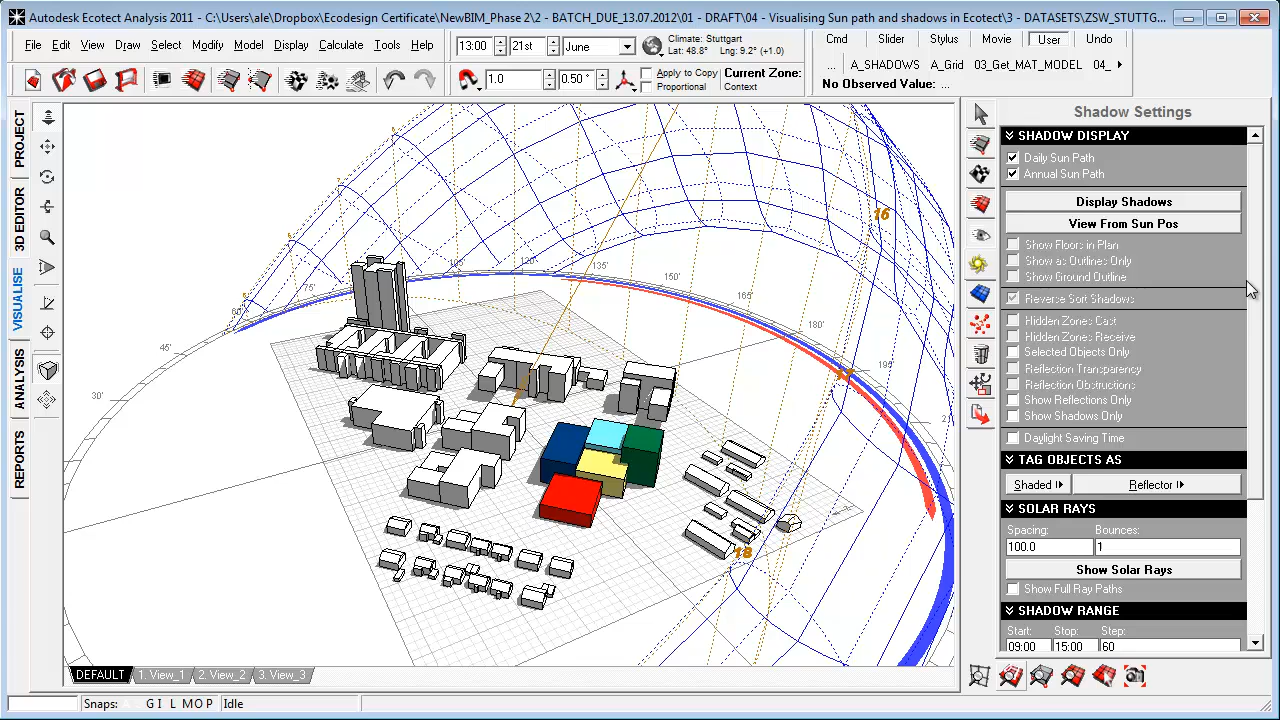 Autodesk Ecotect Analysis 2011 - C:\Users\ale\Dropbox\Ecodesign Certificate\NewBIM_Phase 2\2 - BATCH_DUE_13.07.2012\01 - DRAFT\04 - Visualising Sun path and shadows in Ecotect\3 - DATASETS\ZSW_STUTTG...
File Edit View Draw Select Modify Model Display Calculate Tools Help
13:00 21st June
Climate: Stuttgart
Lat: 48.8° Lng: 9.2° (+1.0)
Cmd Slider Stylus Movie User Undo
... A_SHADOWS A_Grid 03_Get_MAT_MODEL 04_
No Observed Value: ...
1.0 0.50 °
Apply to Copy
Proportional
Current Zone:
Context
PROJECT
3D EDITOR
VISUALISE
ANALYSIS
REPORTS
30'
45'
60'
75'
120'
135'
150'
165'
180'
195'
16
18
Shadow Settings
SHADOW DISPLAY
Daily Sun Path
Annual Sun Path
Display Shadows
View From Sun Pos
Show Floors in Plan
Show as Outlines Only
Show Ground Outline
Reverse Sort Shadows
Hidden Zones Cast
Hidden Zones Receive
Selected Objects Only
Reflection Transparency
Reflection Obstructions
Show Reflections Only
Show Shadows Only
Daylight Saving Time
TAG OBJECTS AS
Shaded Reflector
SOLAR RAYS
Spacing: Bounces:
100.0 1
Show Solar Rays
Show Full Ray Paths
SHADOW RANGE
Start: Stop: Step:
09:00 15:00 60
DEFAULT 1. View_1 2. View_2 3. View_3
Snaps: G I L M O P Idle